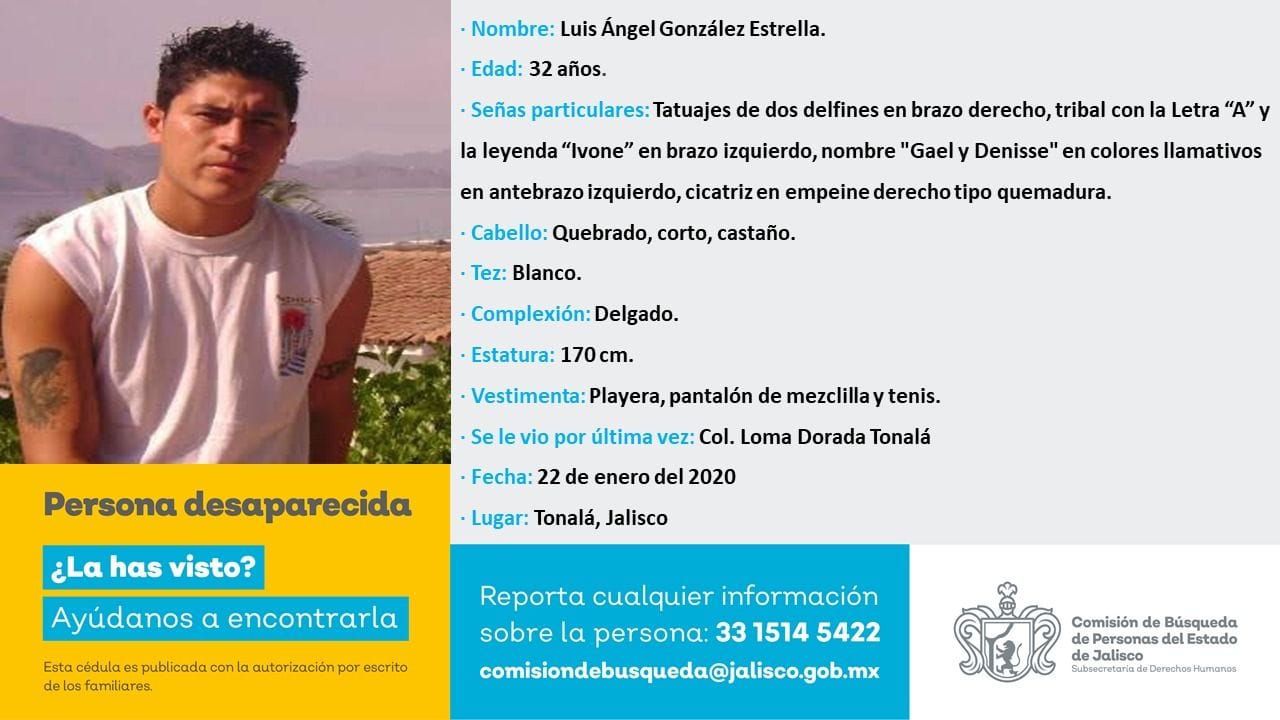 · Nombre: Luis Ángel González Estrella.
· Edad: 32 años.
· Señas particulares: Tatuajes de dos delfines en brazo derecho, tribal con la Letra “A” y
la leyenda “Ivone” en brazo izquierdo, nombre "Gael y Denisse" en colores llamativos
en antebrazo izquierdo, cicatriz en empeine derecho tipo quemadura.
· Cabello: Quebrado, corto, castaño.
· Tez: Blanco.
· Complexión: Delgado.
· Estatura: 170 cm.
· Vestimenta: Playera, pantalón de mezclilla y tenis.
· Se le vio por última vez: Col. Loma Dorada Tonalá
· Fecha: 22 de enero del 2020
· Lugar: Tonalá, Jalisco
Persona desaparecida
¿La has visto?
Ayúdanos a encontrarla
Esta cédula es publicada con la autorización por escrito
de los familiares.
Reporta cualquier información
sobre la persona: 33 1514 5422
comisiondebusqueda@jalisco.gob.mx
Comisión de Búsqueda
de Personas del Estado
de Jalisco
Subsecretaría de Derechos Humanos